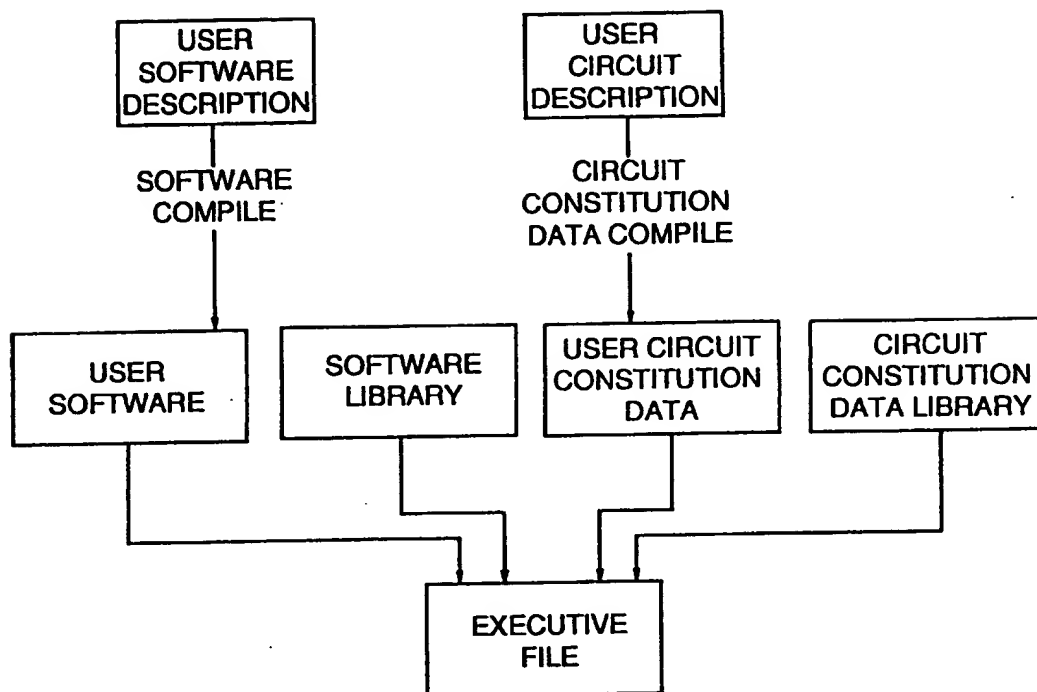 USER
SOFTWARE
DESCRIPTION
USER
CIRCUIT
DESCRIPTION
SOFTWARE
COMPILE
CIRCUIT
CONSTITUTION
DATA COMPILE
USER
SOFTWARE
SOFTWARE
LIBRARY
USER CIRCUIT
CONSTITUTION
DATA
CIRCUIT
CONSTITUTION
DATA LIBRARY
EXECUTIVE
FILE